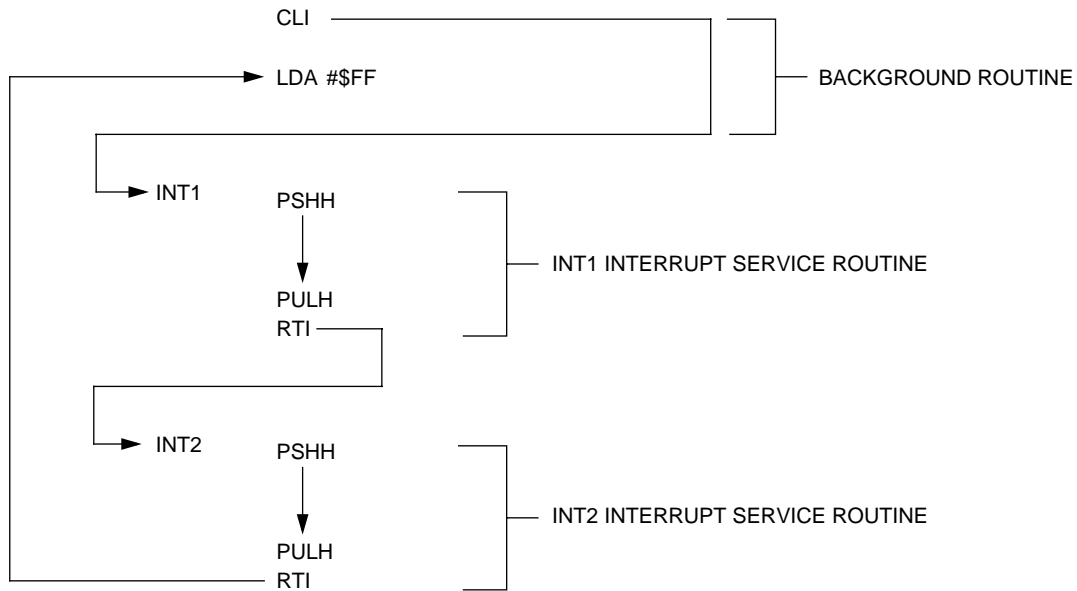 CLI
LDA #$FF
BACKGROUND ROUTINE
INT1
PSHH
INT1 INTERRUPT SERVICE ROUTINE
PULH
RTI
INT2
PSHH
INT2 INTERRUPT SERVICE ROUTINE
PULH
RTI